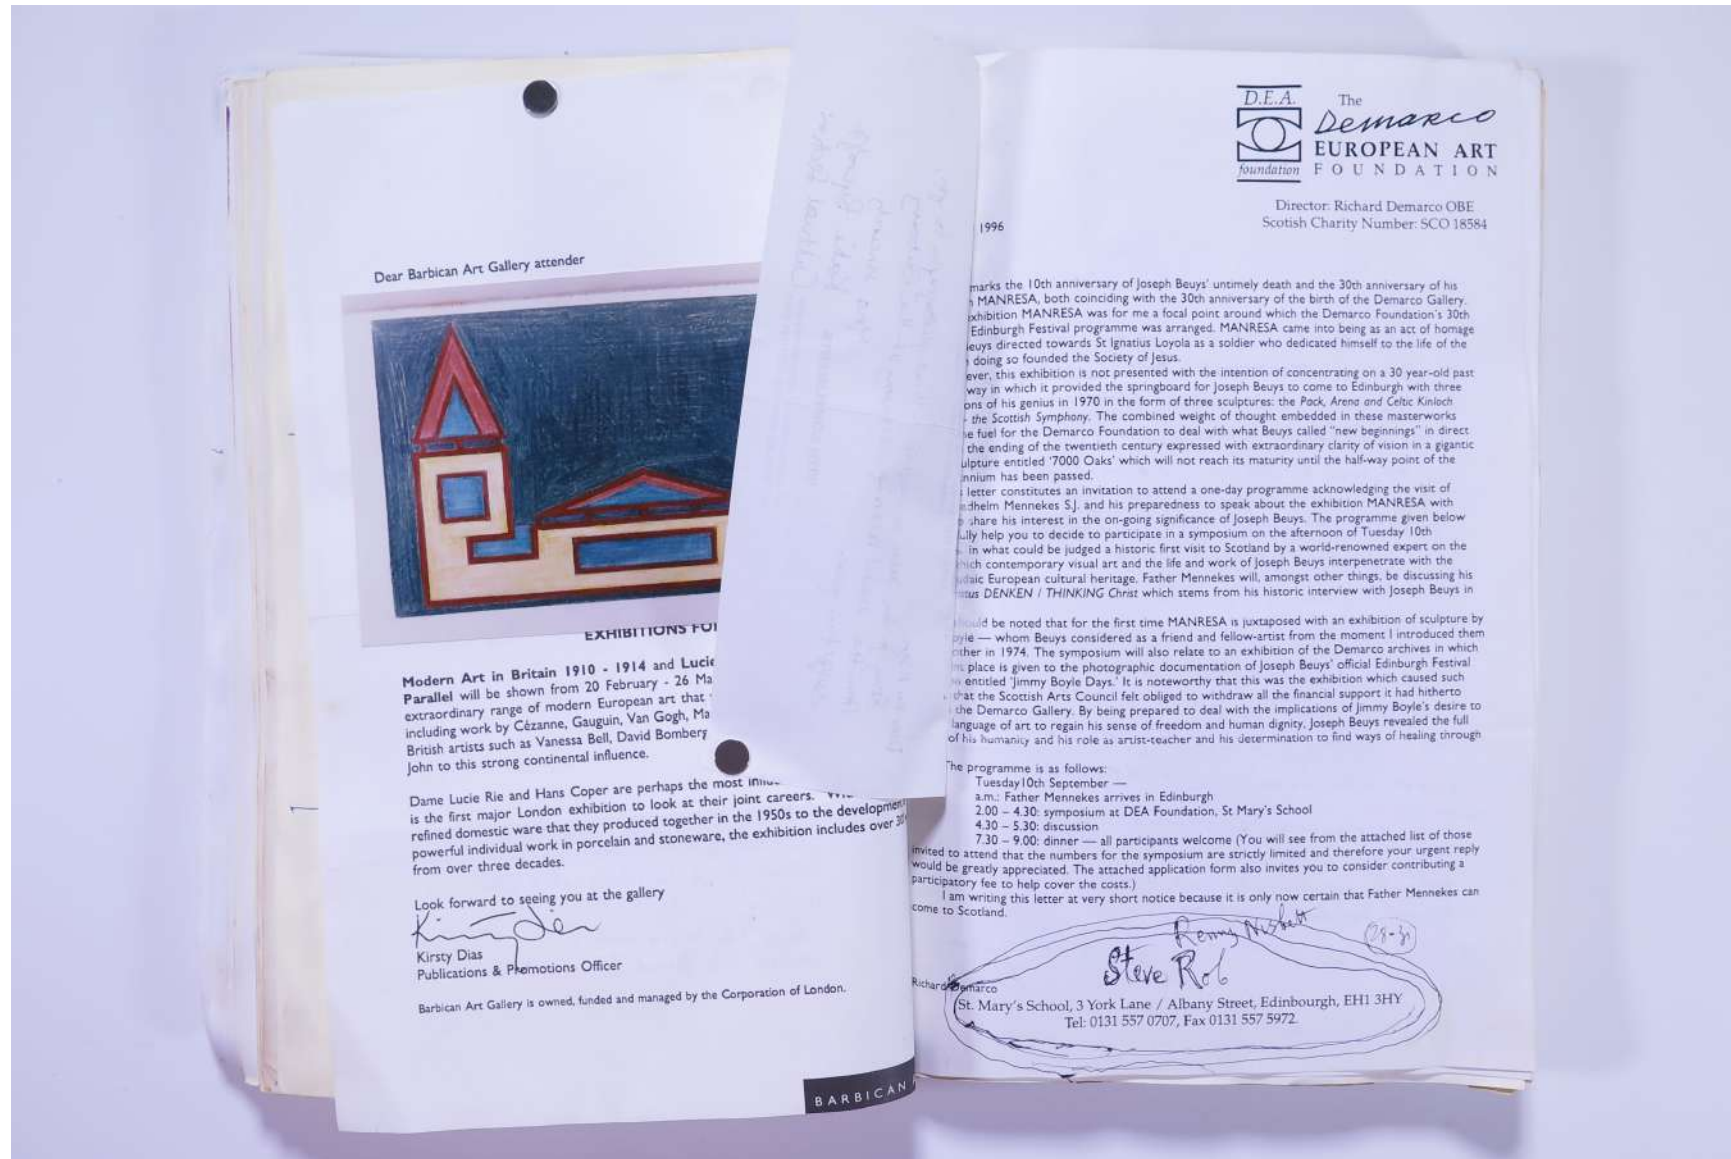 Dear Barbican Art Gallery attender
EXHIBITIONS
Modern Art in Britain 1910 - 1914 and Lucie
Parallel will be shown from 20 February - 26 Ma
extraordinary range of modern European art that
including work by Cézanne, Gauguin, Van Gogh, Ma
British artists such as Vanessa Bell, David Bomberg
John to this strong continental influence.
Dame Lucie Rie and Hans Coper are perhaps the most
is the first major London exhibition to look at their joint careers.
refined domestic ware that they produced together in the 1950s to the development
powerful individual work in porcelain and stoneware, the exhibition includes over
from over three decades.
Look forward to seeing you at the gallery
Kirsty Dias
Publications & Promotions Officer
Barbican Art Gallery is owned, funded and managed by the Corporation of London.
BARBICAN
D.E.A.
foundation
The
Demarco
EUROPEAN ART
FOUNDATION
Director: Richard Demarco OBE
Scotish Charity Number: SCO 18584
1996
marks the 10th anniversary of Joseph Beuys' untimely death and the 30th anniversary of his
MANRESA, both coinciding with the 30th anniversary of the birth of the Demarco Gallery.
xhibition MANRESA was for me a focal point around which the Demarco Foundation's 30th
Edinburgh Festival programme was arranged. MANRESA came into being as an act of homage
euys directed towards St Ignatius Loyola as a soldier who dedicated himself to the life of the
doing so founded the Society of Jesus.
ever, this exhibition is not presented with the intention of concentrating on a 30 year-old past
way in which it provided the springboard for Joseph Beuys to come to Edinburgh with three
ons of his genius in 1970 in the form of three sculptures: the Pack, Arena and Celtic Kinloch
the Scottish Symphony. The combined weight of thought embedded in these masterworks
e fuel for the Demarco Foundation to deal with what Beuys called "new beginnings" in direct
the ending of the twentieth century expressed with extraordinary clarity of vision in a gigantic
ulpture entitled '7000 Oaks' which will not reach its maturity until the half-way point of the
nnium has been passed.
letter constitutes an invitation to attend a one-day programme acknowledging the visit of
dhelm Mennekes S.J. and his preparedness to speak about the exhibition MANRESA with
share his interest in the on-going significance of Joseph Beuys. The programme given below
lly help you to decide to participate in a symposium on the afternoon of Tuesday 10th
in what could be judged a historic first visit to Scotland by a world-renowned expert on the
hich contemporary visual art and the life and work of Joseph Beuys interpenetrate with the
daic European cultural heritage. Father Mennekes will, amongst other things, be discussing his
tus DENKEN / THINKING Christ which stems from his historic interview with Joseph Beuys in
ould be noted that for the first time MANRESA is juxtaposed with an exhibition of sculpture by
oyle — whom Beuys considered as a friend and fellow-artist from the moment I introduced them
other in 1974. The symposium will also relate to an exhibition of the Demarco archives in which
place is given to the photographic documentation of Joseph Beuys' official Edinburgh Festival
entitled 'Jimmy Boyle Days.' It is noteworthy that this was the exhibition which caused such
that the Scottish Arts Council felt obliged to withdraw all the financial support it had hitherto
the Demarco Gallery. By being prepared to deal with the implications of Jimmy Boyle's desire to
language of art to regain his sense of freedom and human dignity, Joseph Beuys revealed the full
of his humanity and his role as artist-teacher and his determination to find ways of healing through
The programme is as follows:
Tuesday10th September —
a.m.: Father Mennekes arrives in Edinburgh
2.00 – 4.30: symposium at DEA Foundation, St Mary's School
4.30 – 5.30: discussion
7.30 – 9.00: dinner — all participants welcome (You will see from the attached list of those
invited to attend that the numbers for the symposium are strictly limited and therefore your urgent reply
would be greatly appreciated. The attached application form also invites you to consider contributing a
participatory fee to help cover the costs.)
I am writing this letter at very short notice because it is only now certain that Father Mennekes can
come to Scotland.
Steve Rob
Richard Demarco
St. Mary's School, 3 York Lane / Albany Street, Edinbourgh, EH1 3HY
Tel: 0131 557 0707, Fax 0131 557 5972